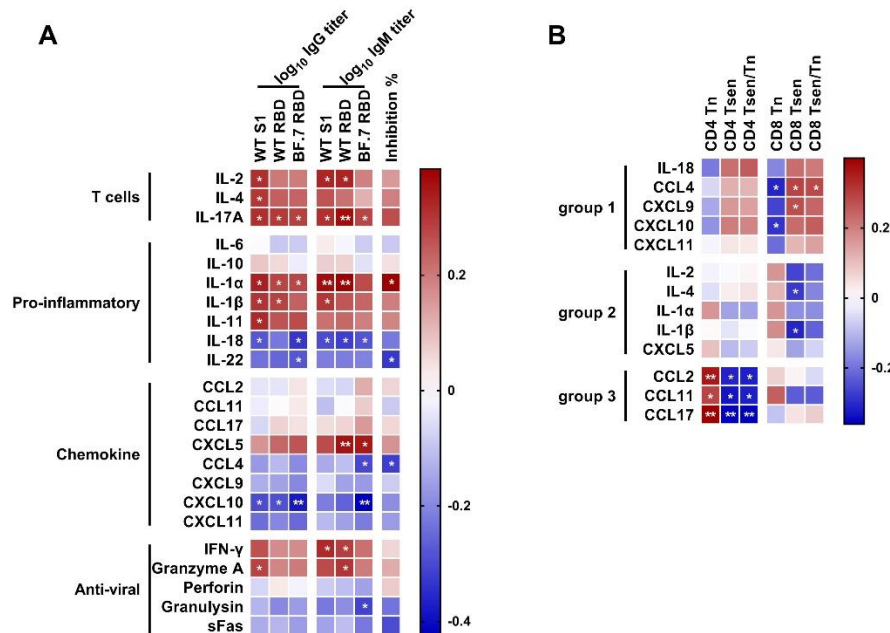 A
log10 IgG titer
log10 IgM titer
WT S1
WT RBD
BF.7 RBD
WT S1
WT RBD
BF.7 RBD
Inhibition %
T cells
IL-2 * * *
IL-4 *
IL-17A * * * * ** *
Pro-inflammatory
IL-6
IL-10
IL-1α * * * ** ** *
IL-1β * * *
IL-11 *
IL-18 * * * * *
IL-22 * *
Chemokine
CCL2
CCL11
CCL17
CXCL5 ** *
CCL4 * *
CXCL9
CXCL10 * * ** **
CXCL11
Anti-viral
IFN-γ * *
Granzyme A * *
Perforin
Granulysin *
sFas
0.2
0
-0.2
-0.4
B
CD4 Tn
CD4 Tsen
CD4 Tsen/Tn
CD8 Tn
CD8 Tsen
CD8 Tsen/Tn
group 1
IL-18
CCL4 * * *
CXCL9 *
CXCL10 *
CXCL11
group 2
IL-2
IL-4 *
IL-1α
IL-1β *
CXCL5
group 3
CCL2 ** * *
CCL11 * * *
CCL17 ** ** **
0.2
0
-0.2